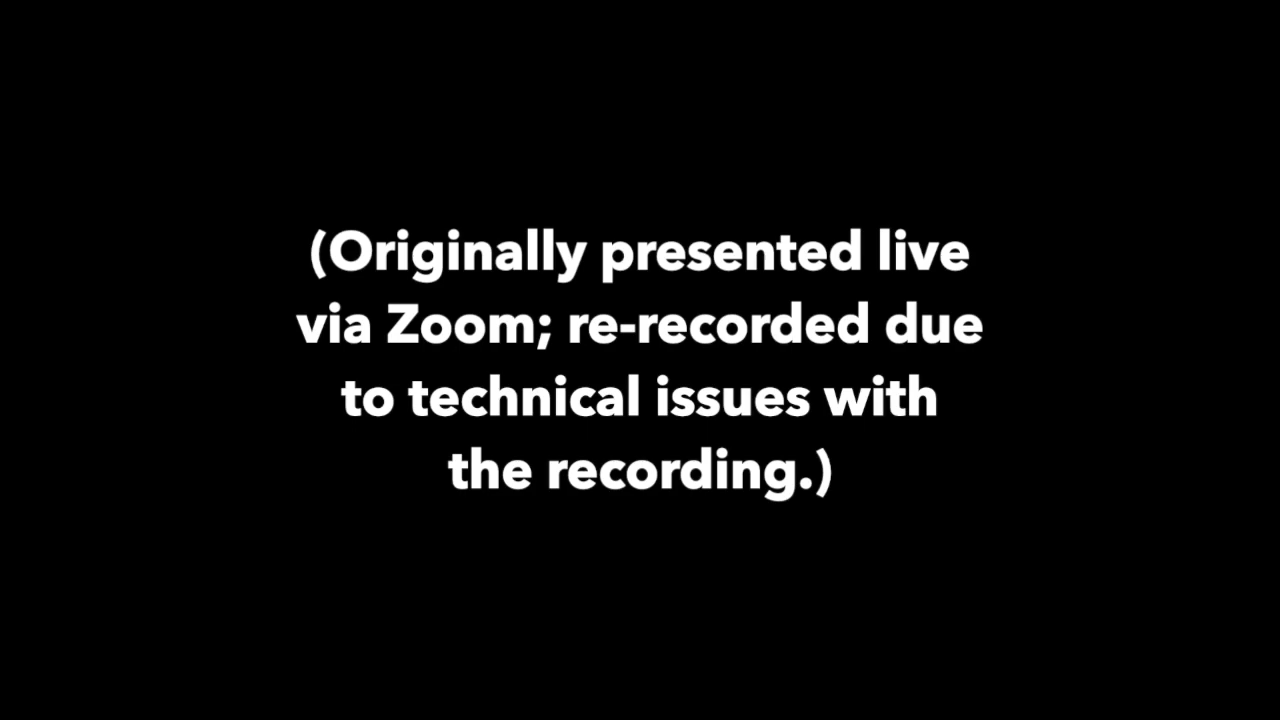 (Originally presented live
via Zoom; re-recorded due
to technical issues with
the recording.)